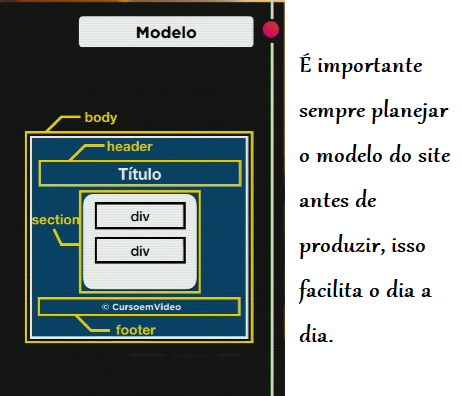 Modelo
body
header
Título
section
div
div
© CursoemVideo
footer
É importante
sempre planejar
o modelo do site
antes de
produzir, isso
facilita o dia a
dia.